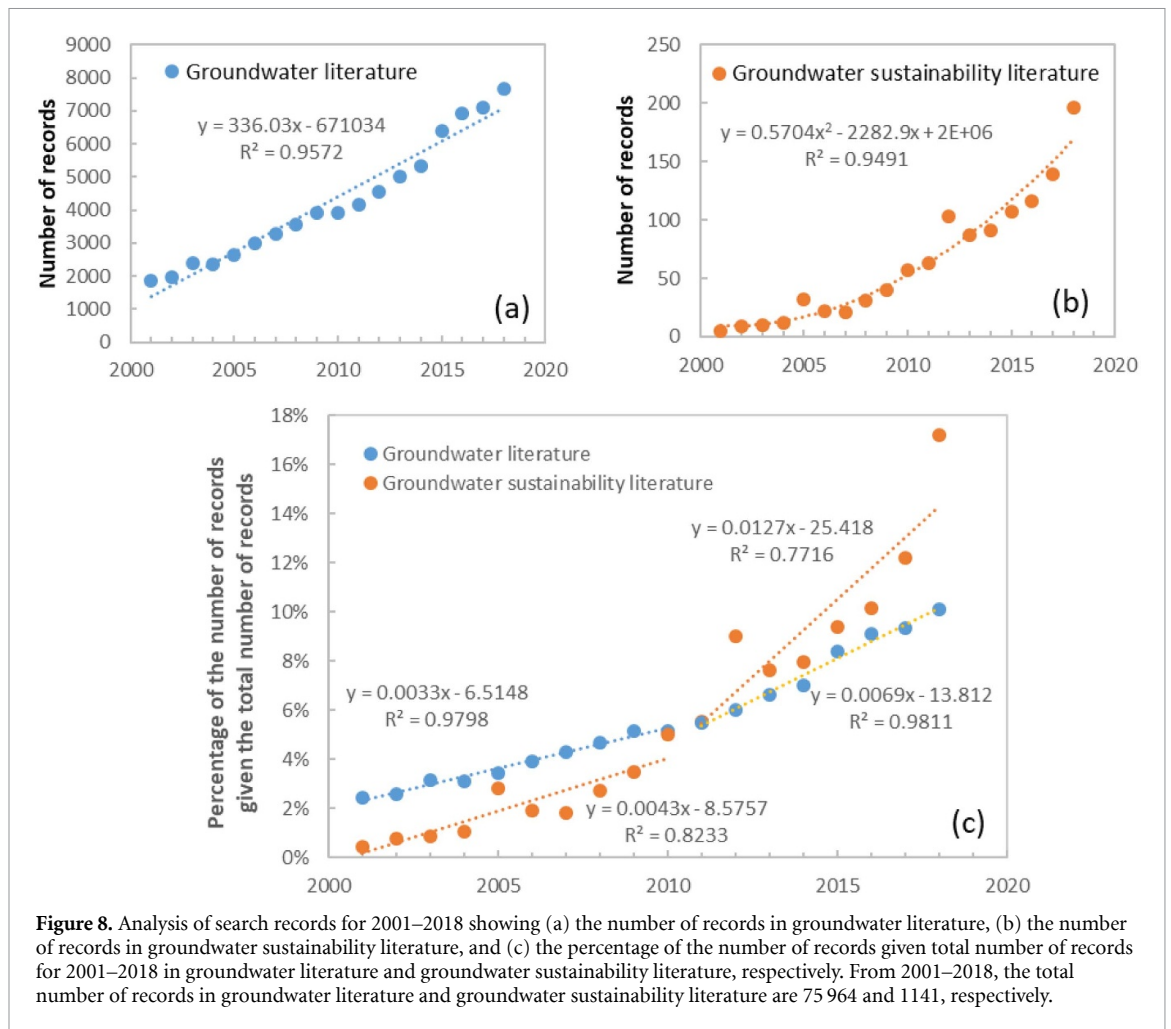 9000
8000
7000
6000
5000
4000
3000
2000
1000
0
Number of records
Groundwater literature
y = 336.03x - 671034
R² = 0.9572
(a)
2000 2005 2010 2015 2020
250
200
150
100
50
0
Number of records
Groundwater sustainability literature
y = 0.5704x² - 2282.9x + 2E+06
R² = 0.9491
(b)
2000 2005 2010 2015 2020
18%
16%
14%
12%
10%
8%
6%
4%
2%
0%
Percentage of the number of records
given the total number of records
Groundwater literature
Groundwater sustainability literature
y = 0.0127x - 25.418
R² = 0.7716
y = 0.0033x - 6.5148
R² = 0.9798
y = 0.0069x - 13.812
R² = 0.9811
y = 0.0043x - 8.5757
R² = 0.8233
(c)
2000 2005 2010 2015 2020
Figure 8. Analysis of search records for 2001–2018 showing (a) the number of records in groundwater literature, (b) the number
of records in groundwater sustainability literature, and (c) the percentage of the number of records given total number of records
for 2001–2018 in groundwater literature and groundwater sustainability literature, respectively. From 2001–2018, the total
number of records in groundwater literature and groundwater sustainability literature are 75 964 and 1141, respectively.